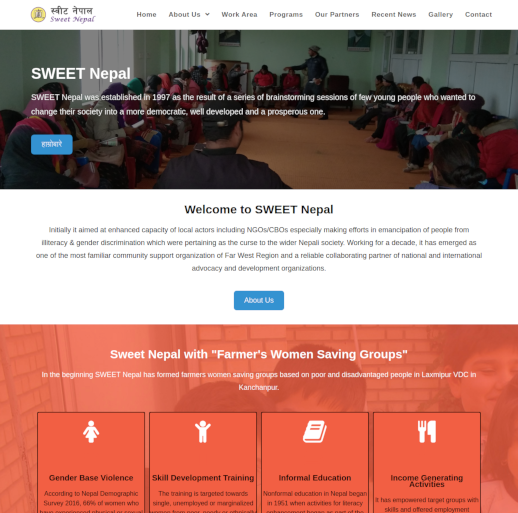 स्वीट नेपाल
Sweet Nepal
Home About Us Work Area Programs Our Partners Recent News Gallery Contact
SWEET Nepal
SWEET Nepal was established in 1997 as the result of a series of brainstorming sessions of few young people who wanted to
change their society into a more democratic, well developed and a prosperous one.
हाम्रोबारे
Welcome to SWEET Nepal
Initially it aimed at enhanced capacity of local actors including NGOs/CBOs especially making efforts in emancipation of people from
illiteracy & gender discrimination which were pertaining as the curse to the wider Nepali society. Working for a decade, it has emerged as
one of the most familiar community support organization of Far West Region and a reliable collaborating partner of national and international
advocacy and development organizations.
About Us
Sweet Nepal with "Farmer's Women Saving Groups"
In the beginning SWEET Nepal has formed farmers women saving groups based on poor and disadvantaged people in Laxmipur VDC in
Kanchanpur.
Gender Base Violence
According to Nepal Demographic
Survey 2016, 66% of women who
Skill Development Training
The training is targeted towards
single, unemployed or marginalized
Informal Education
Nonformal education in Nepal began
in 1951 when activities for literacy
Income Generating
Activities
It has empowered target groups with
skills and offered employment